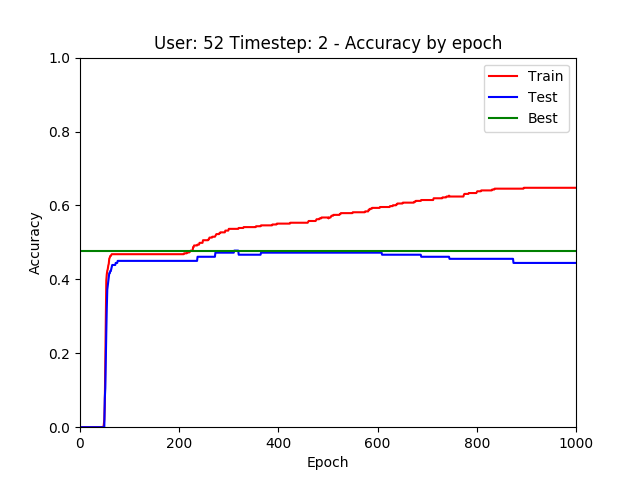 User: 52 Timestep: 2 - Accuracy by epoch
1.0
0.8
0.6
0.4
0.2
0.0
Accuracy
Train
Test
Best
0 200 400 600 800 1000
Epoch